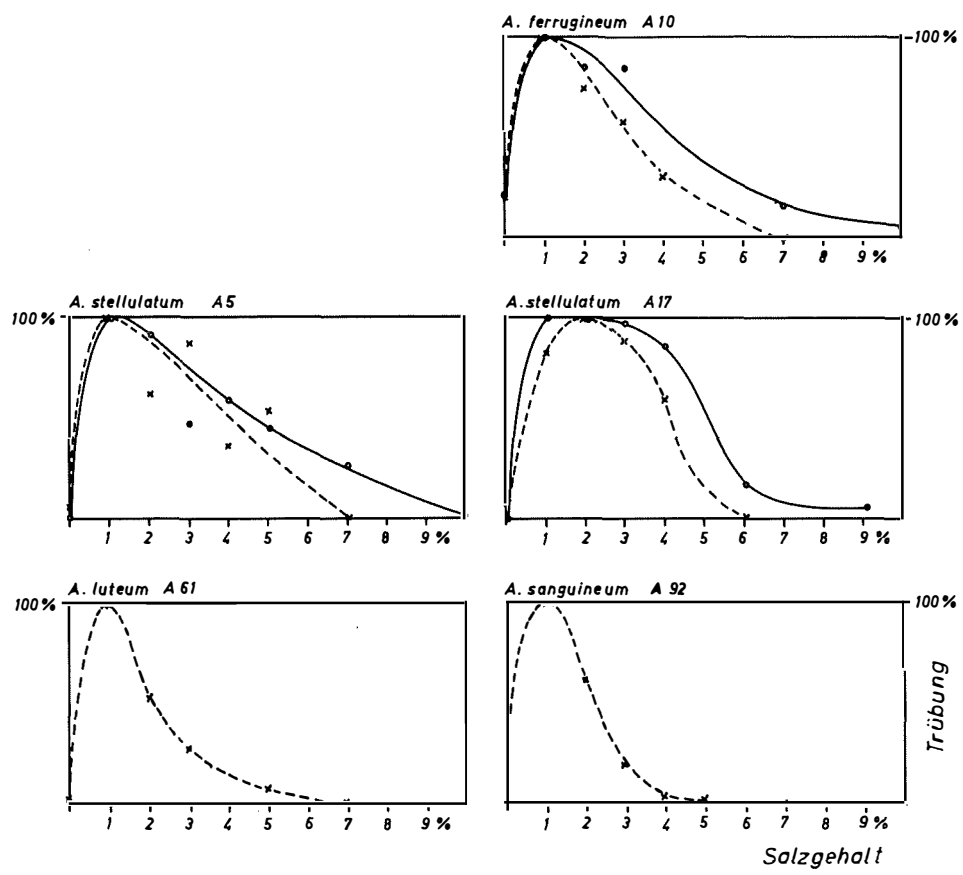 A. ferrugineum A 10
100%
1 2 3 4 5 6 7 8 9 %
A. stellulatum A 5
100%
1 2 3 4 5 6 7 8 9 %
A. stellulatum A 17
100%
1 2 3 4 5 6 7 8 9 %
A. luteum A 61
100%
1 2 3 4 5 6 7 8 9 %
A. sanguineum A 92
100%
1 2 3 4 5 6 7 8 9 %
Trübung
Salzgehalt